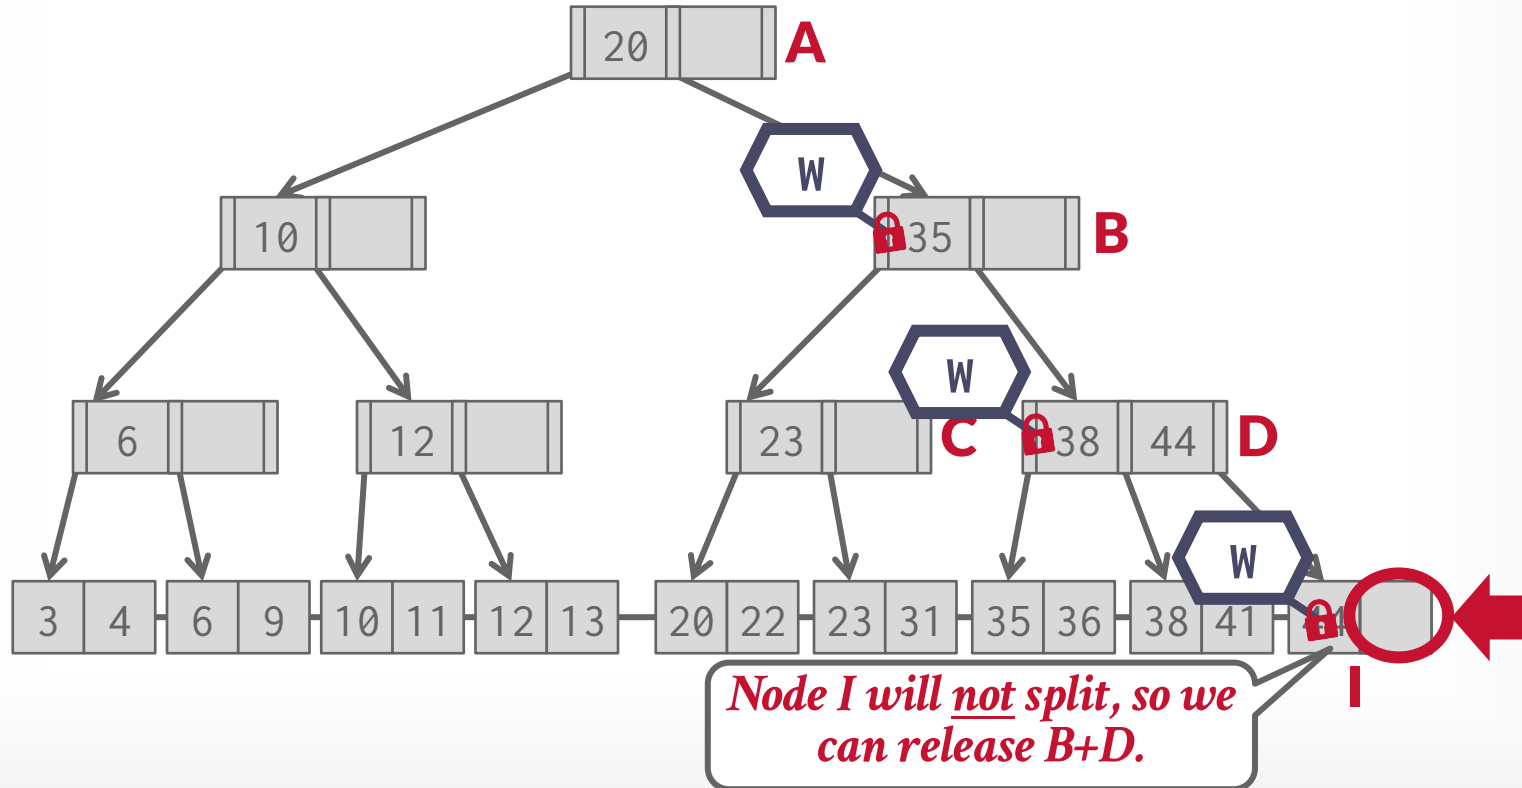 20 A
W
10
35 B
W
6
12
23
C
38 44 D
W
3 4 6 9 10 11 12 13 20 22 23 31 35 36 38 41 44
I
Node I will not split, so we
can release B+D.